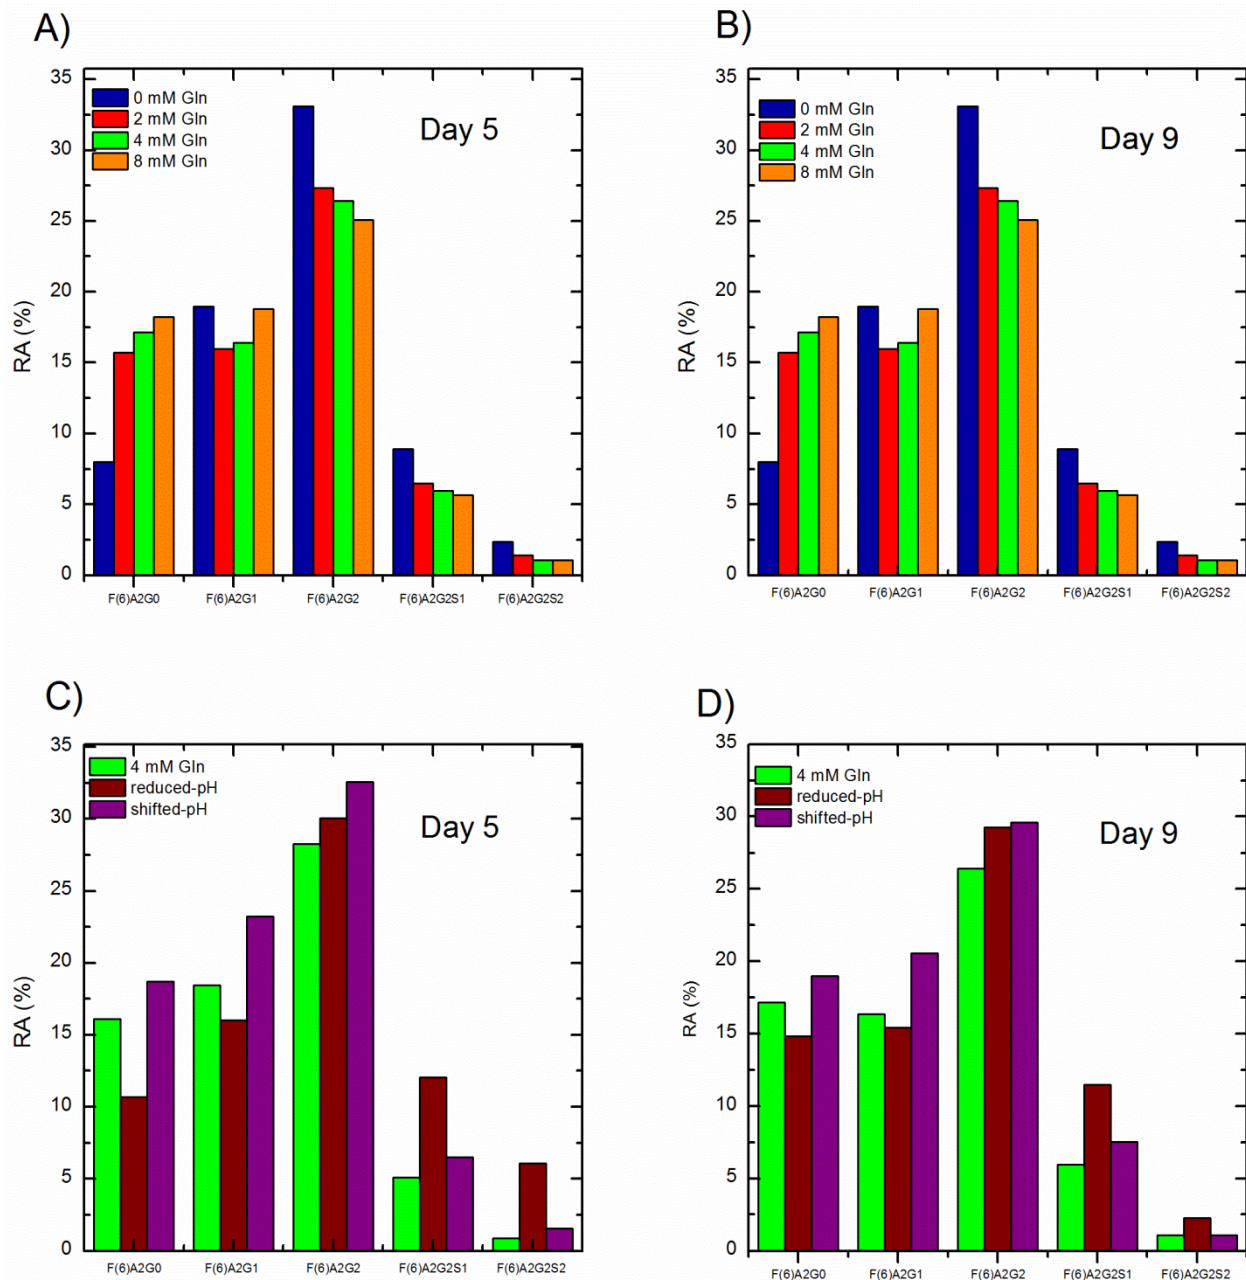 A)
35
30
25
20
15
10
5
0
RA (%)
0 mM Gln
2 mM Gln
4 mM Gln
8 mM Gln
Day 5
F(6)A2G0 F(6)A2G1 F(6)A2G2 F(6)A2G2S1 F(6)A2G2S2
B)
35
30
25
20
15
10
5
0
RA (%)
0 mM Gln
2 mM Gln
4 mM Gln
8 mM Gln
Day 9
F(6)A2G0 F(6)A2G1 F(6)A2G2 F(6)A2G2S1 F(6)A2G2S2
C)
35
30
25
20
15
10
5
0
RA (%)
4 mM Gln
reduced-pH
shifted-pH
Day 5
F(6)A2G0 F(6)A2G1 F(6)A2G2 F(6)A2G2S1 F(6)A2G2S2
D)
35
30
25
20
15
10
5
0
RA (%)
4 mM Gln
reduced-pH
shifted-pH
Day 9
F(6)A2G0 F(6)A2G1 F(6)A2G2 F(6)A2G2S1 F(6)A2G2S2